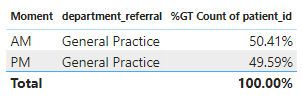 Moment department_referral %GT Count of patient_id
AM General Practice 50.41%
PM General Practice 49.59%
Total 100.00%